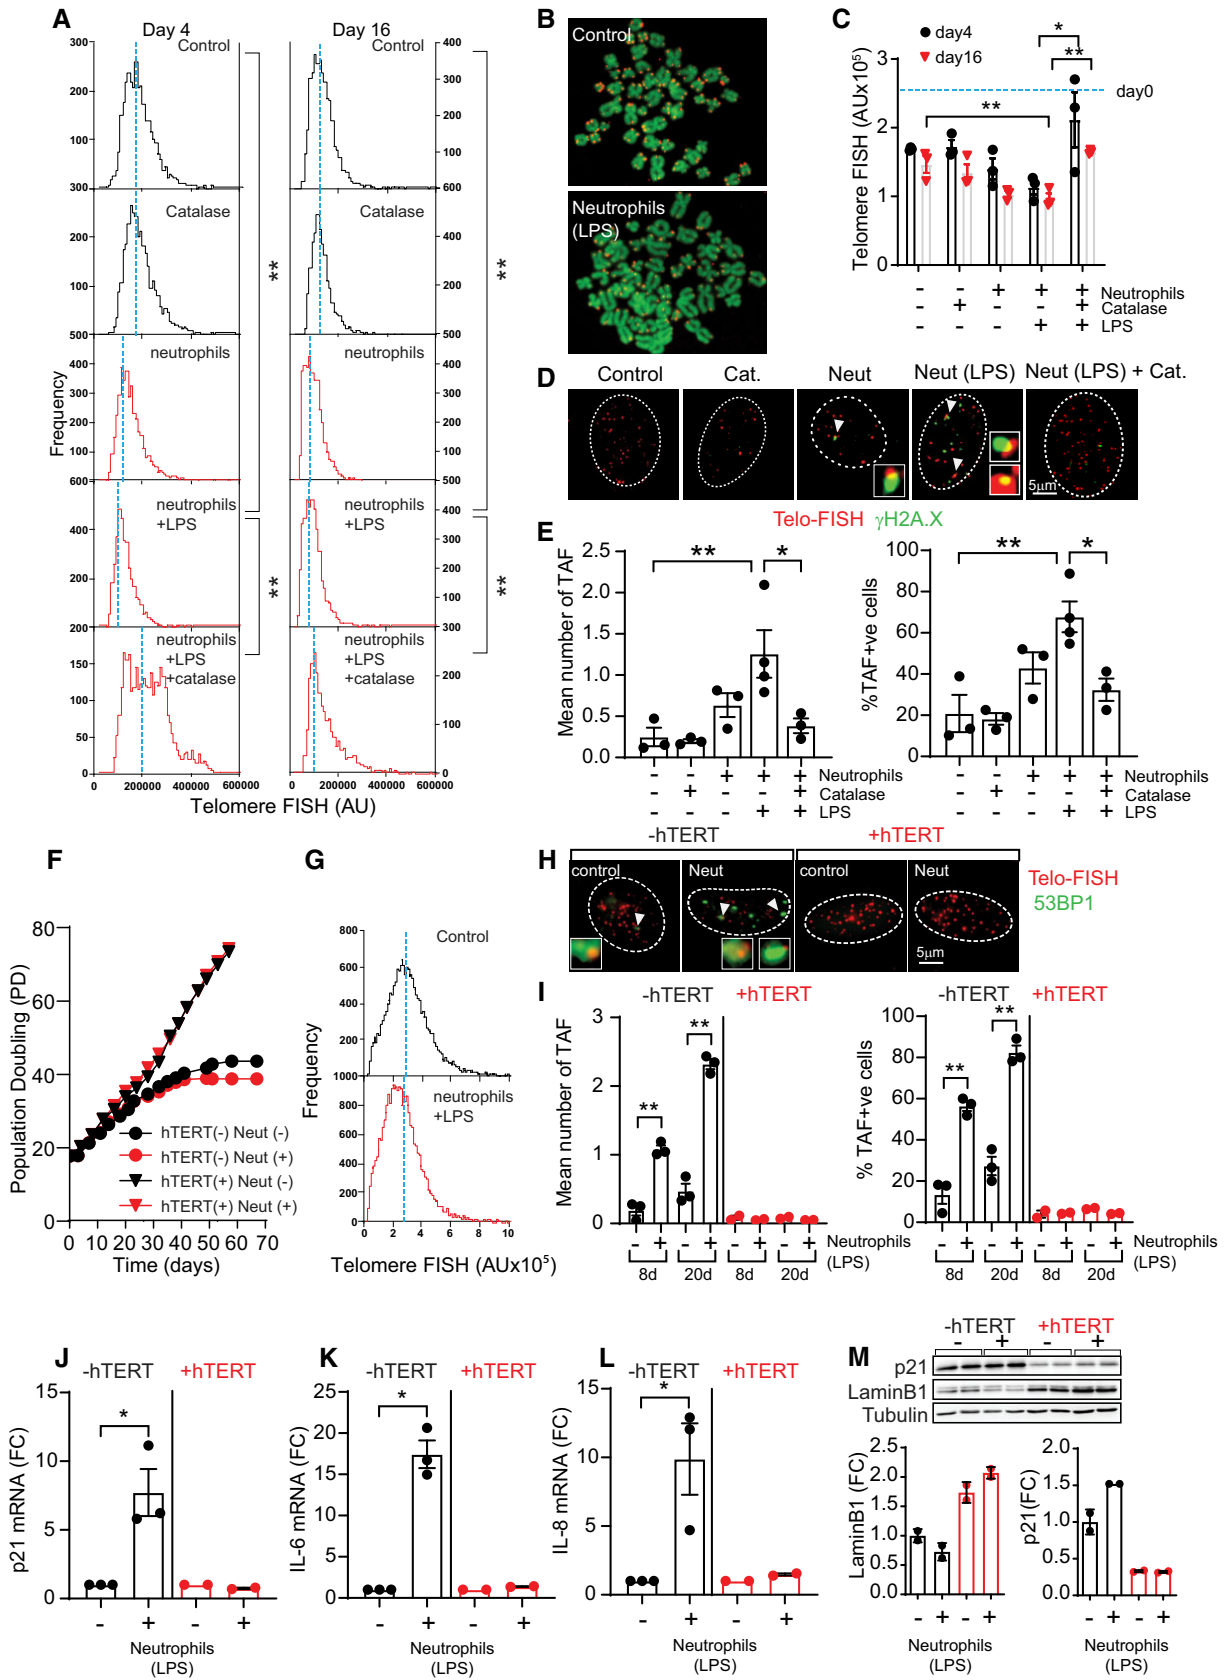 A
Day 4
Day 16
Control
Control
300
200
100
300
400
300
200
100
600
Catalase
Catalase
200
100
500
400
200
500
neutrophils
neutrophils
400
300
200
100
600
400
300
200
100
500
neutrophils
+LPS
neutrophils
+LPS
400
200
200
400
300
200
100
300
neutrophils
+LPS
+catalase
neutrophils
+LPS
+catalase
150
100
50
0
200
100
0
**
**
**
**
Frequency
0 200000 400000 600000
0 200000 400000 600000
Telomere FISH (AU)
B
Control
Neutrophils
(LPS)
C
day4
day16
*
**
**
day0
Telomere FISH (AUx10⁵)
3
2
1
0
- - + + + Neutrophils
- + - - + Catalase
- - - + + LPS
D
Control
Cat.
Neut
Neut (LPS)
Neut (LPS) + Cat.
5µm
Telo-FISH γH2A.X
E
Mean number of TAF
2.5
2.0
1.5
1.0
0.5
0.0
**
*
- - + + + Neutrophils
- + - - + Catalase
- - - + + LPS
%TAF+ve cells
100
80
60
40
20
0
**
*
- - + + + Neutrophils
- + - - + Catalase
- - - + + LPS
F
Population Doubling (PD)
80
60
40
20
0
hTERT(-) Neut (-)
hTERT(-) Neut (+)
hTERT(+) Neut (-)
hTERT(+) Neut (+)
0 10 20 30 40 50 60 70
Time (days)
G
Frequency
Control
800
600
400
200
1000
neutrophils
+LPS
800
600
400
200
0
0 2 4 6 8 10
Telomere FISH (AUx10⁵)
H
-hTERT
+hTERT
control
Neut
control
Neut
5µm
Telo-FISH
53BP1
I
-hTERT +hTERT
Mean number of TAF
3
2
1
0
**
**
- + - + - + - + Neutrophils
(LPS)
8d 20d 8d 20d
-hTERT +hTERT
% TAF+ve cells
100
80
60
40
20
0
**
**
- + - + - + - + Neutrophils
(LPS)
8d 20d 8d 20d
J
-hTERT +hTERT
p21 mRNA (FC)
15
10
5
0
*
- + - +
Neutrophils
(LPS)
K
-hTERT +hTERT
IL-6 mRNA (FC)
25
20
15
10
5
0
*
- + - +
Neutrophils
(LPS)
L
-hTERT +hTERT
IL-8 mRNA (FC)
15
10
5
0
*
- + - +
Neutrophils
(LPS)
M
-hTERT +hTERT
- + - +
p21
LaminB1
Tubulin
LaminB1 (FC)
2.5
2.0
1.5
1.0
0.5
0.0
- + - +
Neutrophils
(LPS)
p21(FC)
2.0
1.5
1.0
0.5
0.0
- + - +
Neutrophils
(LPS)